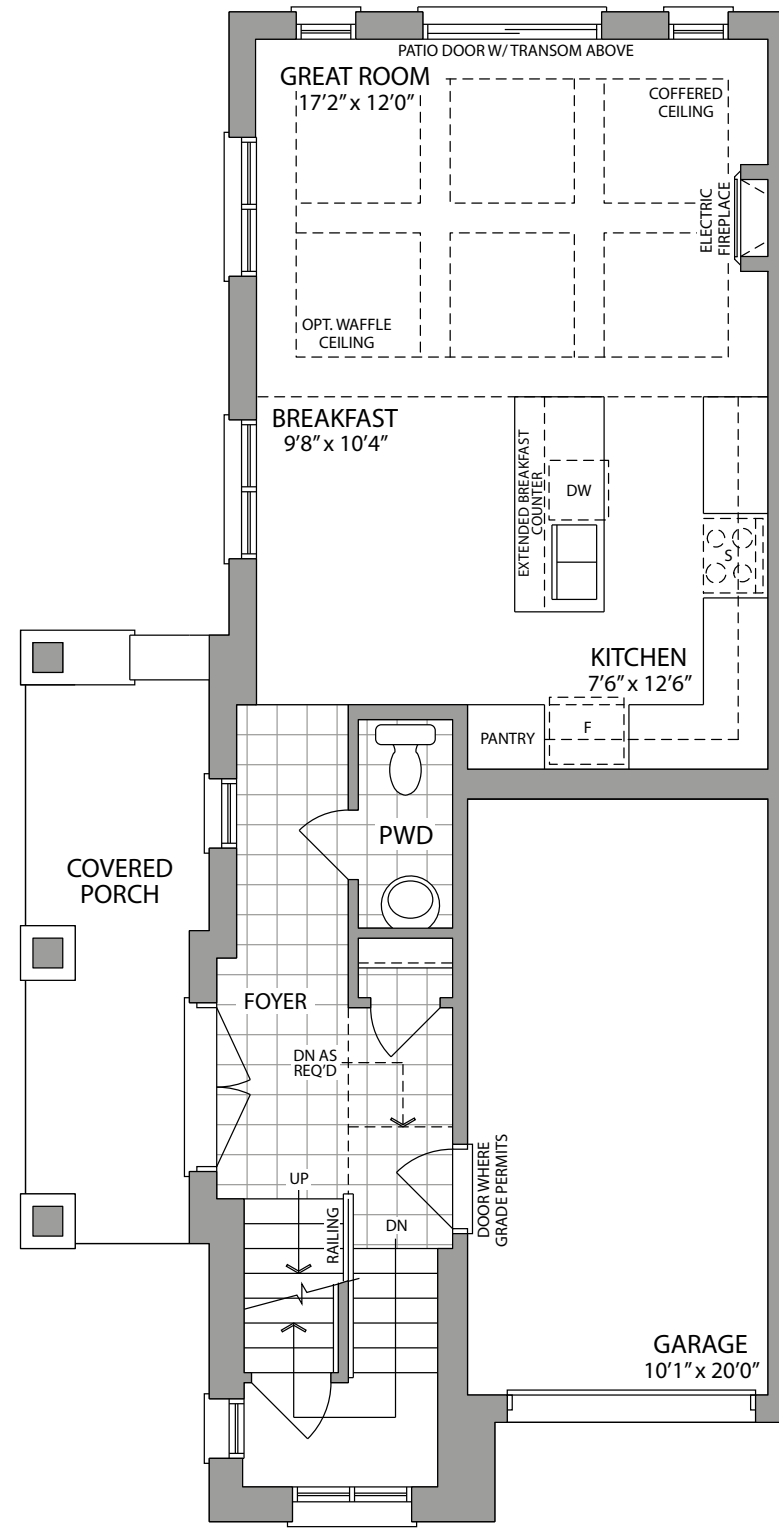 PATIO DOOR W/ TRANSOM ABOVE
GREAT ROOM
17'2" x 12'0"
COFFERED
CEILING
ELECTRIC
FIREPLACE
OPT. WAFFLE
CEILING
BREAKFAST
9'8" x 10'4"
EXTENDED BREAKFAST
COUNTER
DW
S
KITCHEN
7'6" x 12'6"
PANTRY
F
PWD
COVERED
PORCH
FOYER
DN AS
REQ'D
UP
RAILING
DN
DOOR WHERE
GRADE PERMITS
GARAGE
10'1" x 20'0"